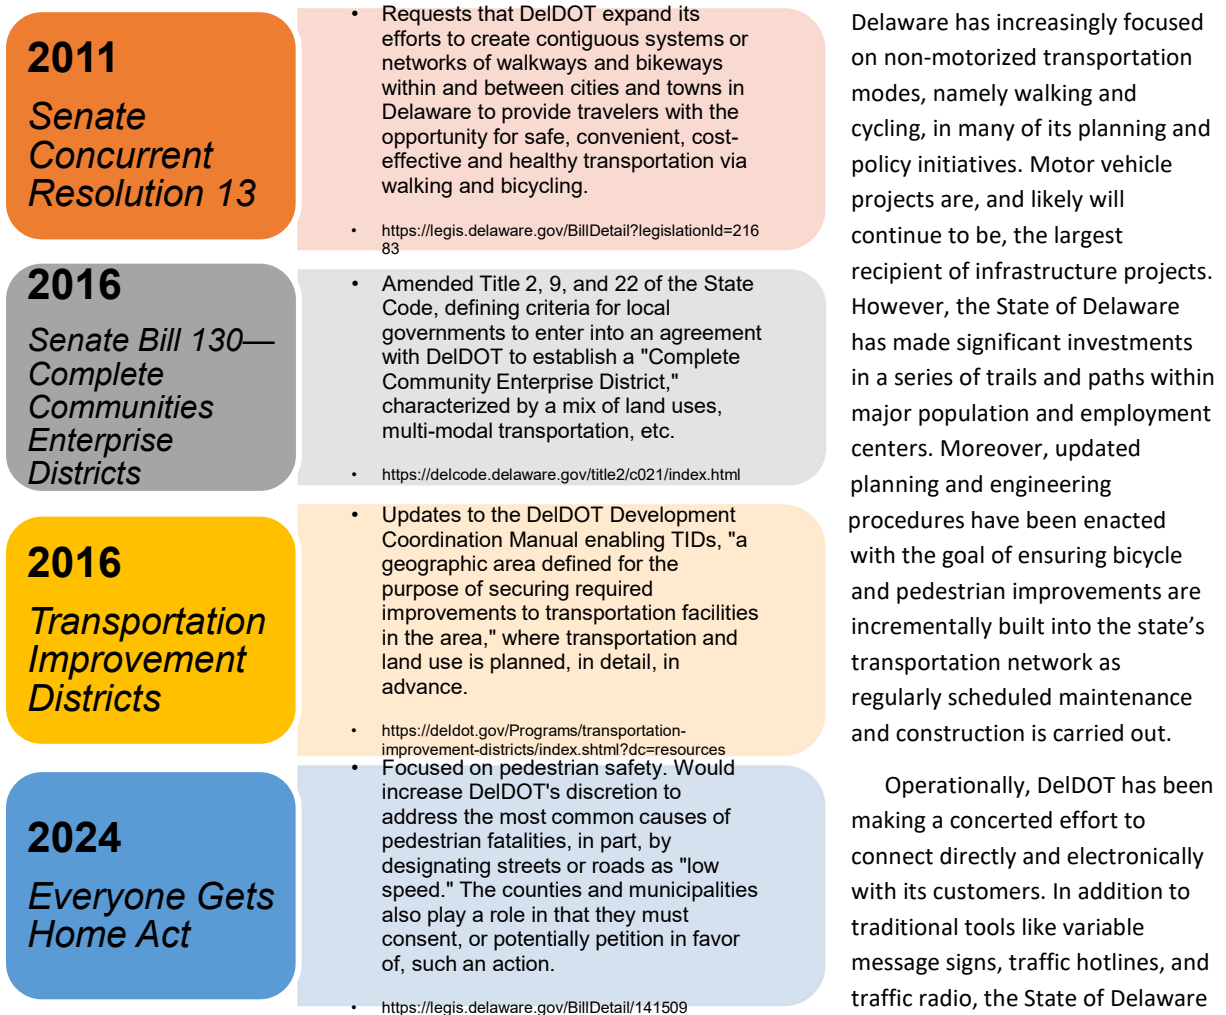 2011
Senate
Concurrent
Resolution 13
• Requests that DelDOT expand its
efforts to create contiguous systems or
networks of walkways and bikeways
within and between cities and towns in
Delaware to provide travelers with the
opportunity for safe, convenient, cost-
effective and healthy transportation via
walking and bicycling.
• https://legis.delaware.gov/BillDetail?legislationId=216
83
2016
Senate Bill 130—
Complete
Communities
Enterprise
Districts
• Amended Title 2, 9, and 22 of the State
Code, defining criteria for local
governments to enter into an agreement
with DelDOT to establish a "Complete
Community Enterprise District,"
characterized by a mix of land uses,
multi-modal transportation, etc.
• https://delcode.delaware.gov/title2/c021/index.html
2016
Transportation
Improvement
Districts
• Updates to the DelDOT Development
Coordination Manual enabling TIDs, "a
geographic area defined for the
purpose of securing required
improvements to transportation facilities
in the area," where transportation and
land use is planned, in detail, in
advance.
• https://deldot.gov/Programs/transportation-
improvement-districts/index.shtml?dc=resources
2024
Everyone Gets
Home Act
• Focused on pedestrian safety. Would
increase DelDOT's discretion to
address the most common causes of
pedestrian fatalities, in part, by
designating streets or roads as "low
speed." The counties and municipalities
also play a role in that they must
consent, or potentially petition in favor
of, such an action.
• https://legis.delaware.gov/BillDetail/141509
Delaware has increasingly focused
on non-motorized transportation
modes, namely walking and
cycling, in many of its planning and
policy initiatives. Motor vehicle
projects are, and likely will
continue to be, the largest
recipient of infrastructure projects.
However, the State of Delaware
has made significant investments
in a series of trails and paths within
major population and employment
centers. Moreover, updated
planning and engineering
procedures have been enacted
with the goal of ensuring bicycle
and pedestrian improvements are
incrementally built into the state’s
transportation network as
regularly scheduled maintenance
and construction is carried out.
Operationally, DelDOT has been
making a concerted effort to
connect directly and electronically
with its customers. In addition to
traditional tools like variable
message signs, traffic hotlines, and
traffic radio, the State of Delaware